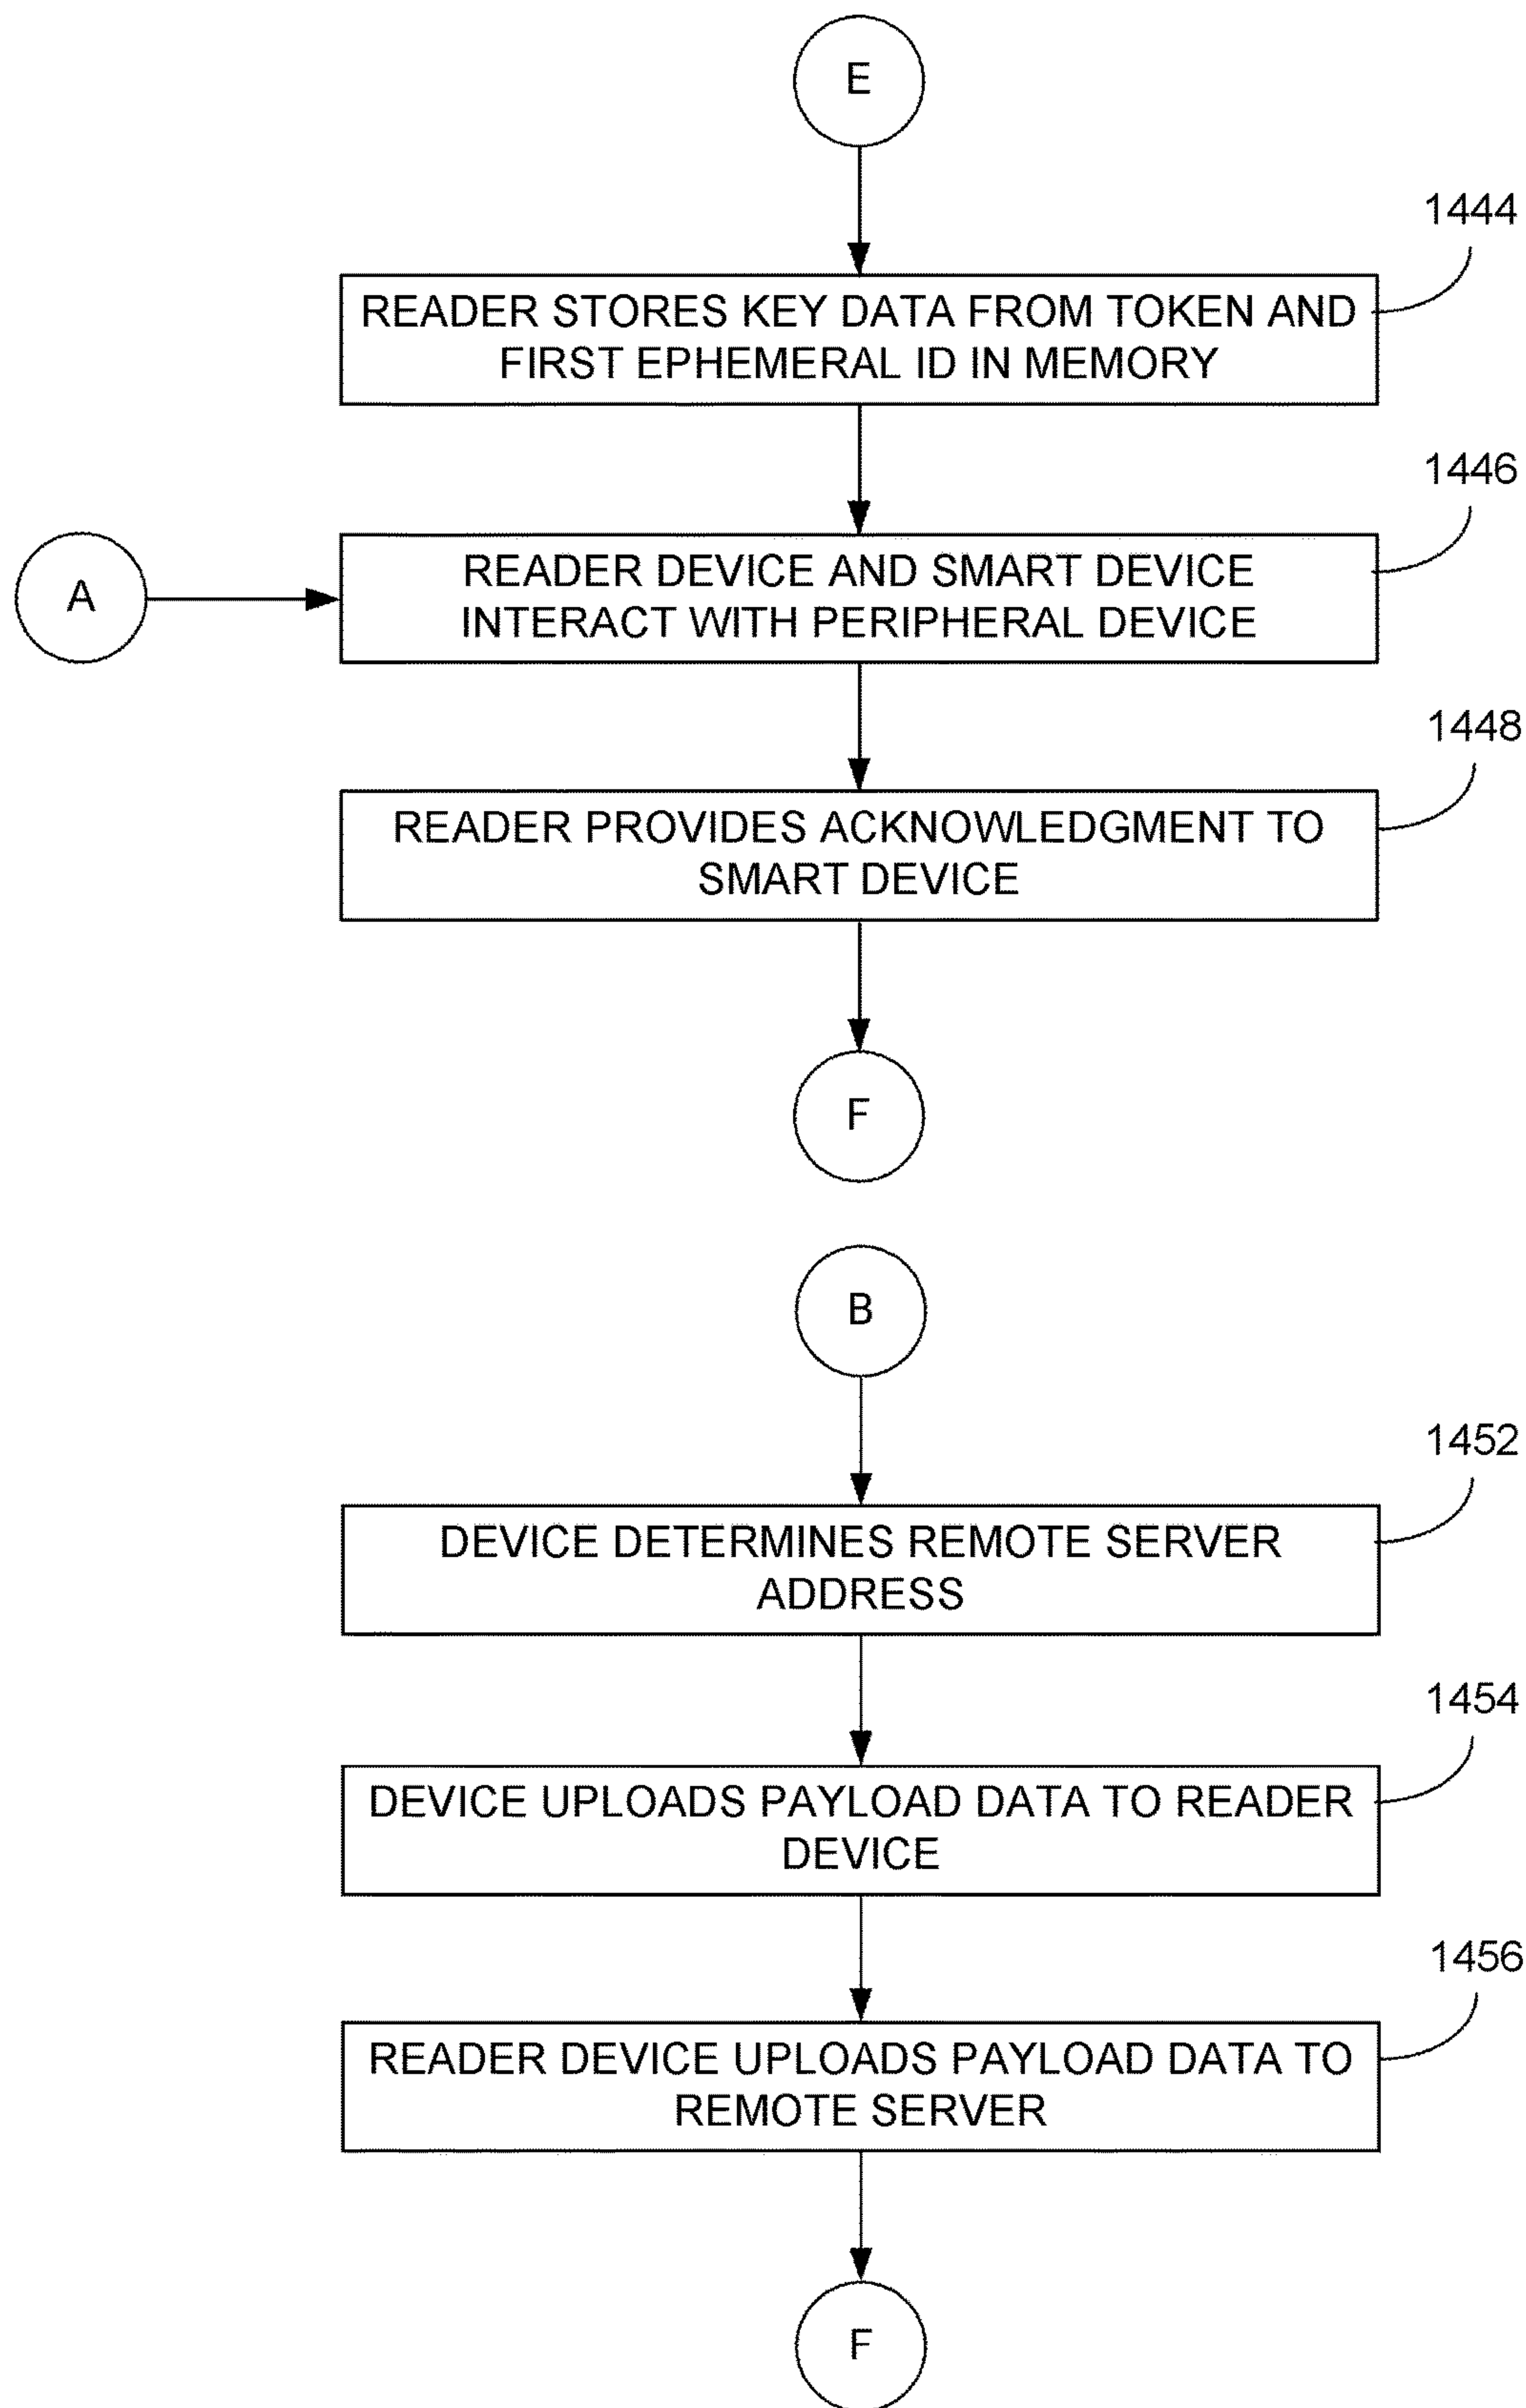 E
1444
READER STORES KEY DATA FROM TOKEN AND
FIRST EPHEMERAL ID IN MEMORY
1446
A
READER DEVICE AND SMART DEVICE
INTERACT WITH PERIPHERAL DEVICE
1448
READER PROVIDES ACKNOWLEDGMENT TO
SMART DEVICE
F
B
1452
DEVICE DETERMINES REMOTE SERVER
ADDRESS
1454
DEVICE UPLOADS PAYLOAD DATA TO READER
DEVICE
1456
READER DEVICE UPLOADS PAYLOAD DATA TO
REMOTE SERVER
F